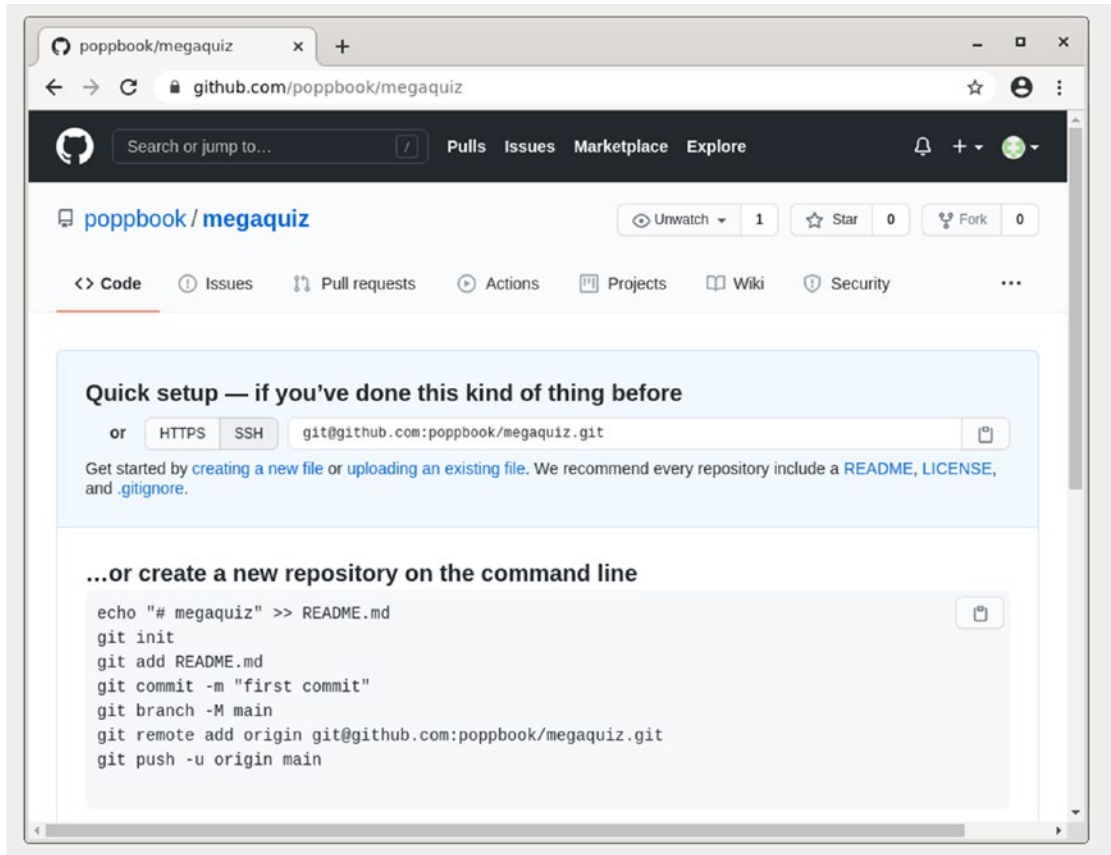 poppbook/megaquiz
github.com/poppbook/megaquiz
Search or jump to... /
Pulls Issues Marketplace Explore
poppbook / megaquiz
Unwatch 1 Star 0 Fork 0
<> Code Issues Pull requests Actions Projects Wiki Security ...
Quick setup — if you’ve done this kind of thing before
or HTTPS SSH git@github.com:poppbook/megaquiz.git
Get started by creating a new file or uploading an existing file. We recommend every repository include a README, LICENSE,
and .gitignore.
…or create a new repository on the command line
echo "# megaquiz" >> README.md
git init
git add README.md
git commit -m "first commit"
git branch -M main
git remote add origin git@github.com:poppbook/megaquiz.git
git push -u origin main